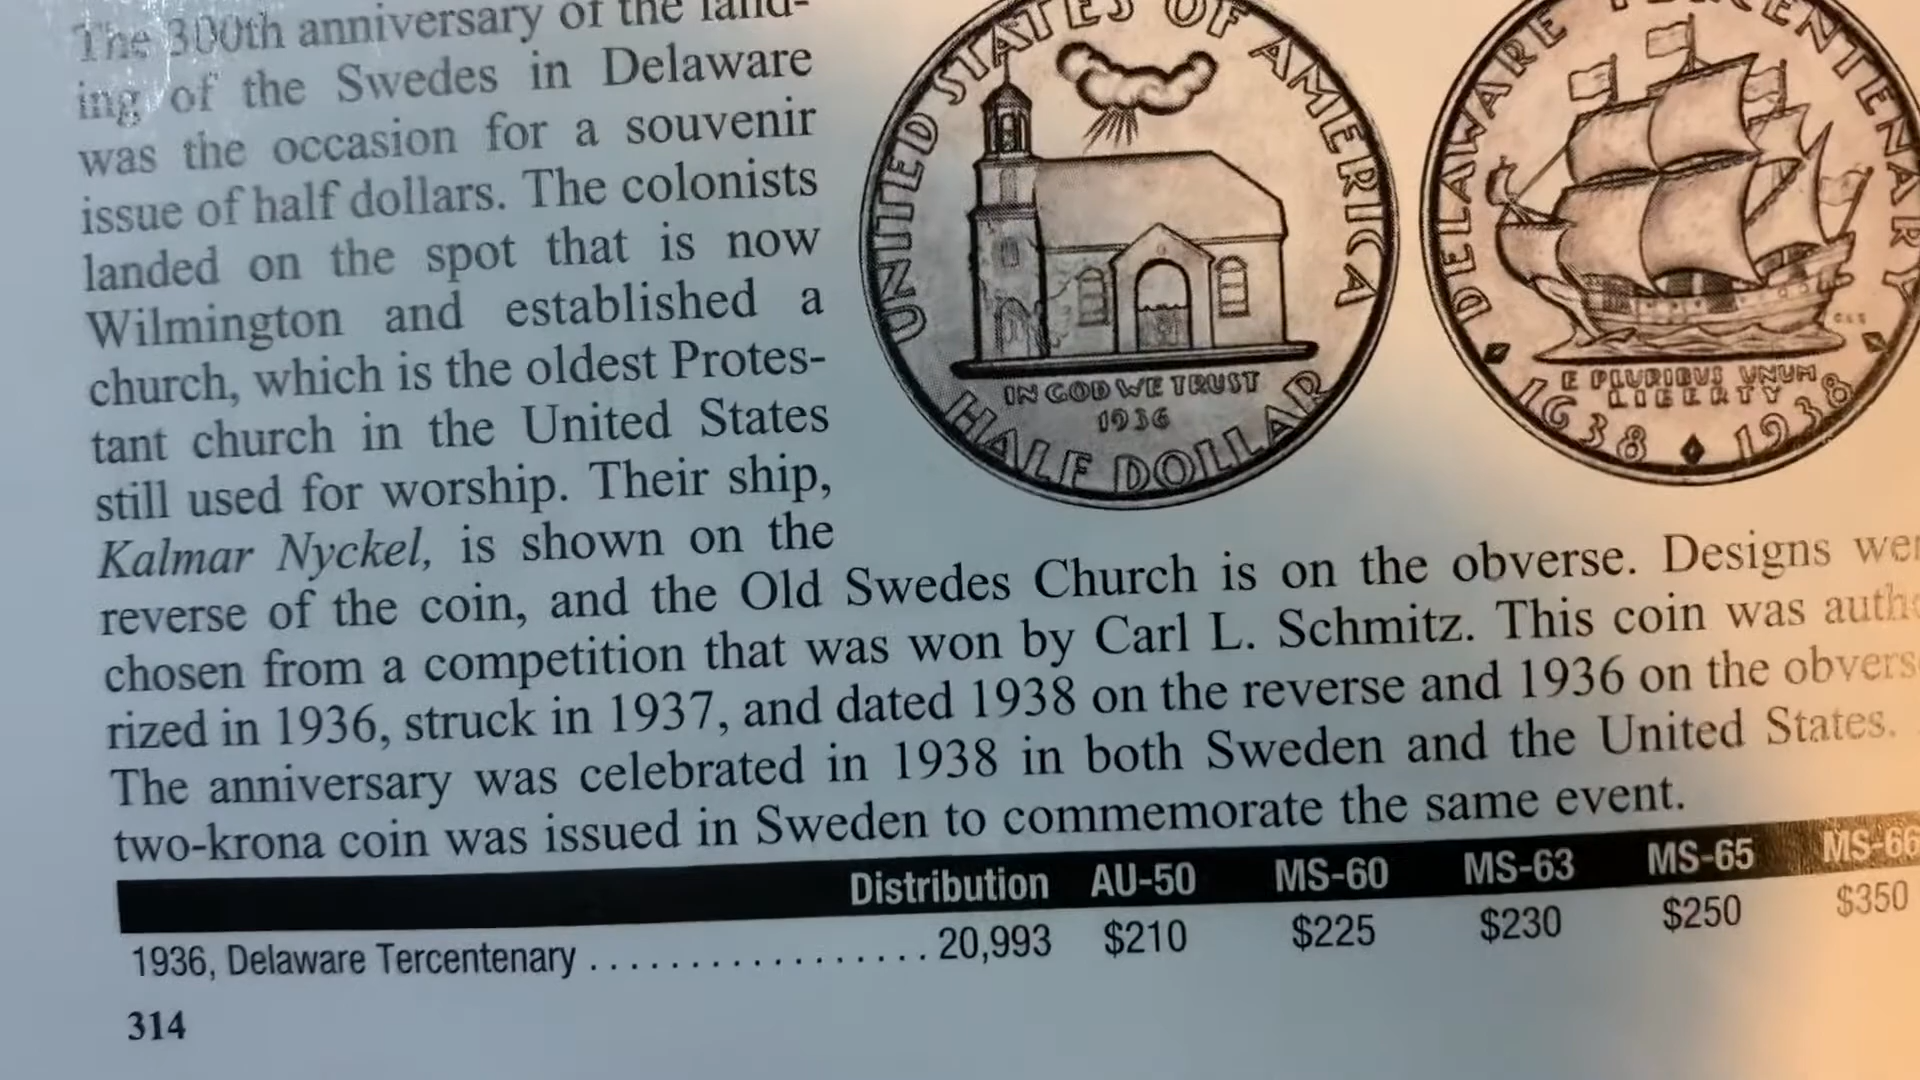 The 300th anniversary of the land-
ing of the Swedes in Delaware
was the occasion for a souvenir
issue of half dollars. The colonists
landed on the spot that is now
Wilmington and established a
church, which is the oldest Protes-
tant church in the United States
still used for worship. Their ship,
Kalmar Nyckel, is shown on the
reverse of the coin, and the Old Swedes Church is on the obverse. Designs wer
chosen from a competition that was won by Carl L. Schmitz. This coin was autho
rized in 1936, struck in 1937, and dated 1938 on the reverse and 1936 on the obvers
The anniversary was celebrated in 1938 in both Sweden and the United States.
two-krona coin was issued in Sweden to commemorate the same event.
UNITED STATES OF AMERICA
IN GOD WE TRUST
1936
HALF DOLLAR
DELAWARE TERCENTENARY
E PLURIBUS UNUM
LIBERTY
1638 1938
Distribution AU-50 MS-60 MS-63 MS-65 MS-66
1936, Delaware Tercentenary . . . . . . . . . . . . . . . . . . 20,993 $210 $225 $230 $250 $350
314